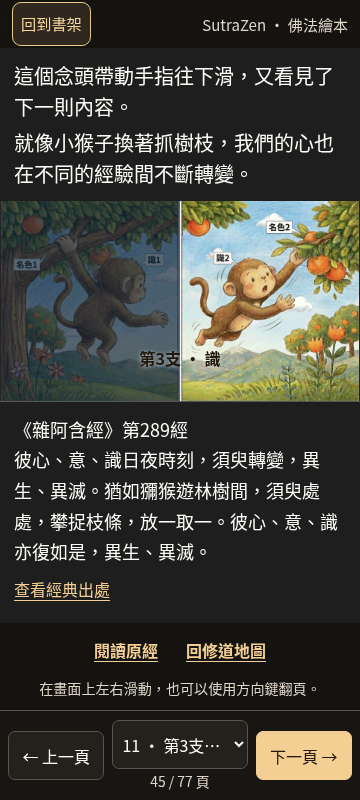 回到書架
SutraZen · 佛法繪本
這個念頭帶動手指往下滑，又看見了
下一則內容。
就像小猴子換著抓樹枝，我們的心也
在不同的經驗間不斷轉變。
名色1
識1
名色2
識2
第3支 · 識
《雜阿含經》第289經
彼心、意、識日夜時刻，須臾轉變，異
生、異滅。猶如獼猴遊林樹間，須臾處
處，攀捉枝條，放一取一。彼心、意、識
亦復如是，異生、異滅。
查看經典出處
閱讀原經
回修道地圖
在畫面上左右滑動，也可以使用方向鍵翻頁。
← 上一頁
11 · 第3支…
下一頁 →
45 / 77 頁